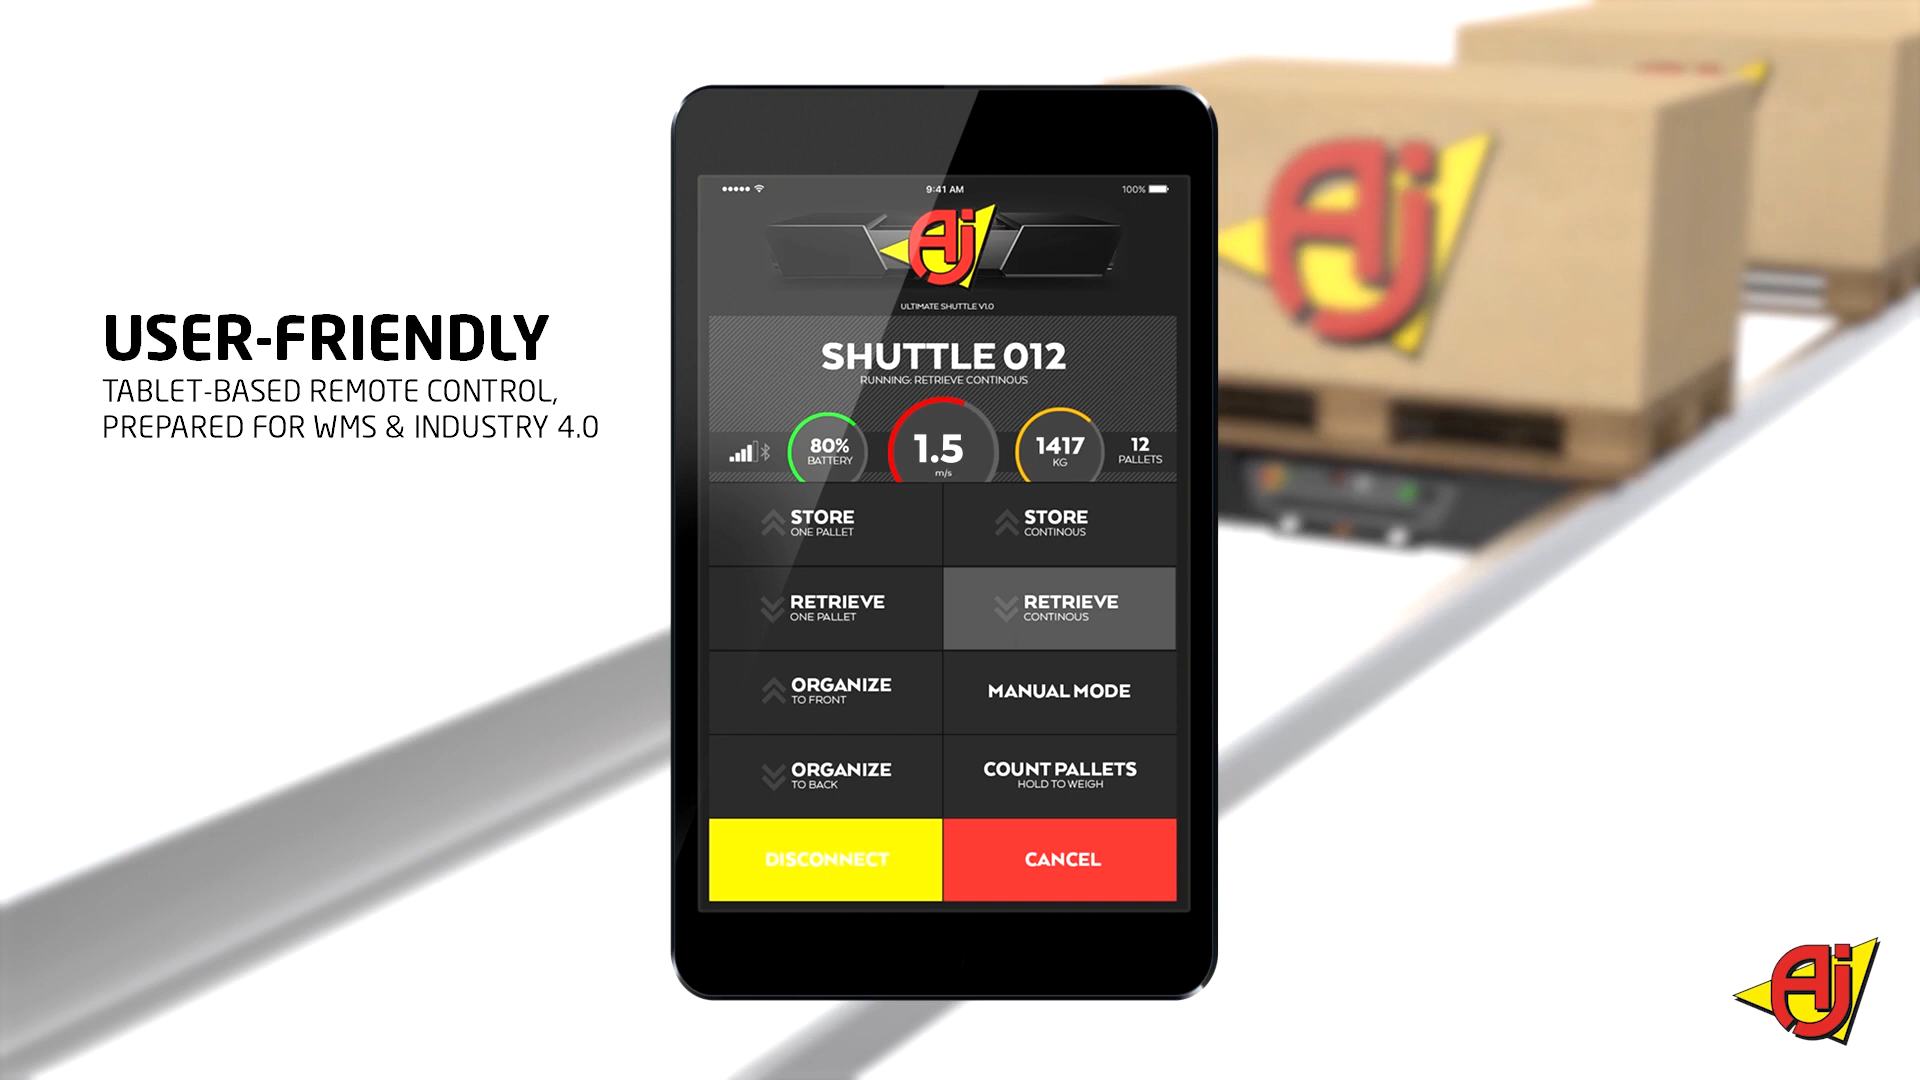 USER-FRIENDLY
TABLET-BASED REMOTE CONTROL,
PREPARED FOR WMS & INDUSTRY 4.0
9:41 AM
100%
Aj
ULTIMATE SHUTTLE V1.0
SHUTTLE 012
RUNNING: RETRIEVE CONTINOUS
80%
BATTERY
1.5
m/s
1417
KG
12
PALLETS
STORE
ONE PALLET
STORE
CONTINOUS
RETRIEVE
ONE PALLET
RETRIEVE
CONTINOUS
ORGANIZE
TO FRONT
MANUAL MODE
ORGANIZE
TO BACK
COUNT PALLETS
HOLD TO WEIGH
DISCONNECT
CANCEL
Aj
Aj